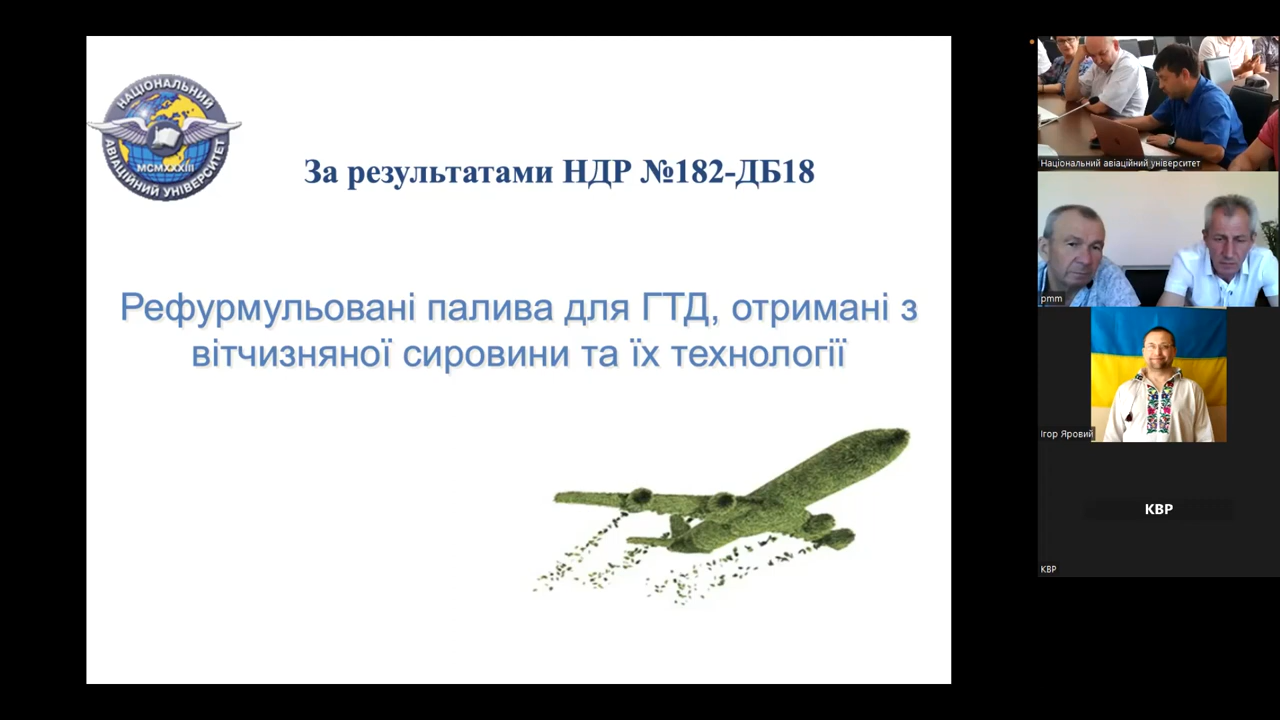 НАЦІОНАЛЬНИЙ
MCMXXXIII
АВІАЦІЙНИЙ УНІВЕРСИТЕТ
За результатами НДР №182-ДБ18
Рефурмульовані палива для ГТД, отримані з
вітчизняної сировини та їх технології
Національний авіаційний університет
pmm
Ігор Яровий
КВР
КВР